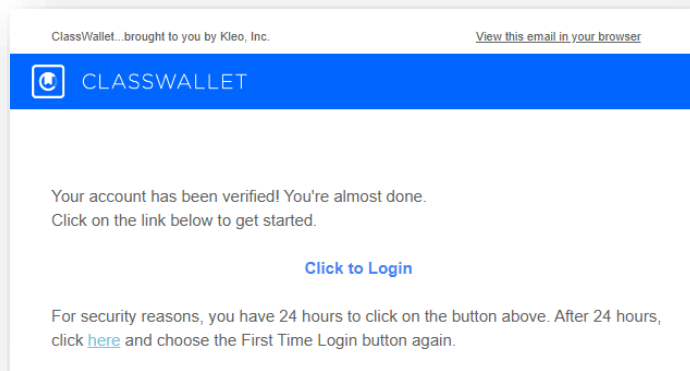 ClassWallet...brought to you by Kleo, Inc. View this email in your browser
CLASSWALLET
Your account has been verified! You're almost done.
Click on the link below to get started.
Click to Login
For security reasons, you have 24 hours to click on the button above. After 24 hours,
click here and choose the First Time Login button again.